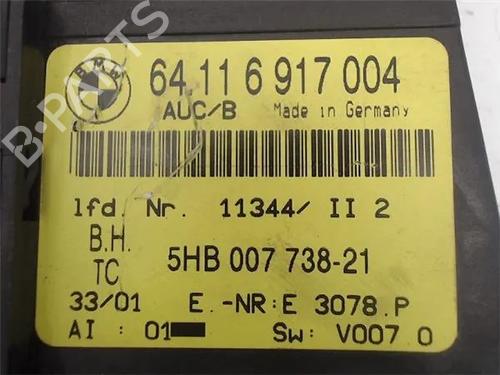 BMW
64.11 6 917 004
AUC/B Made in Germany
lfd. Nr. 11344/ II 2
B.H.
TC
5HB 007 738-21
33/01 E.-NR:E 3078.P
AI : 01
Sw: V007.0
B-PARTS